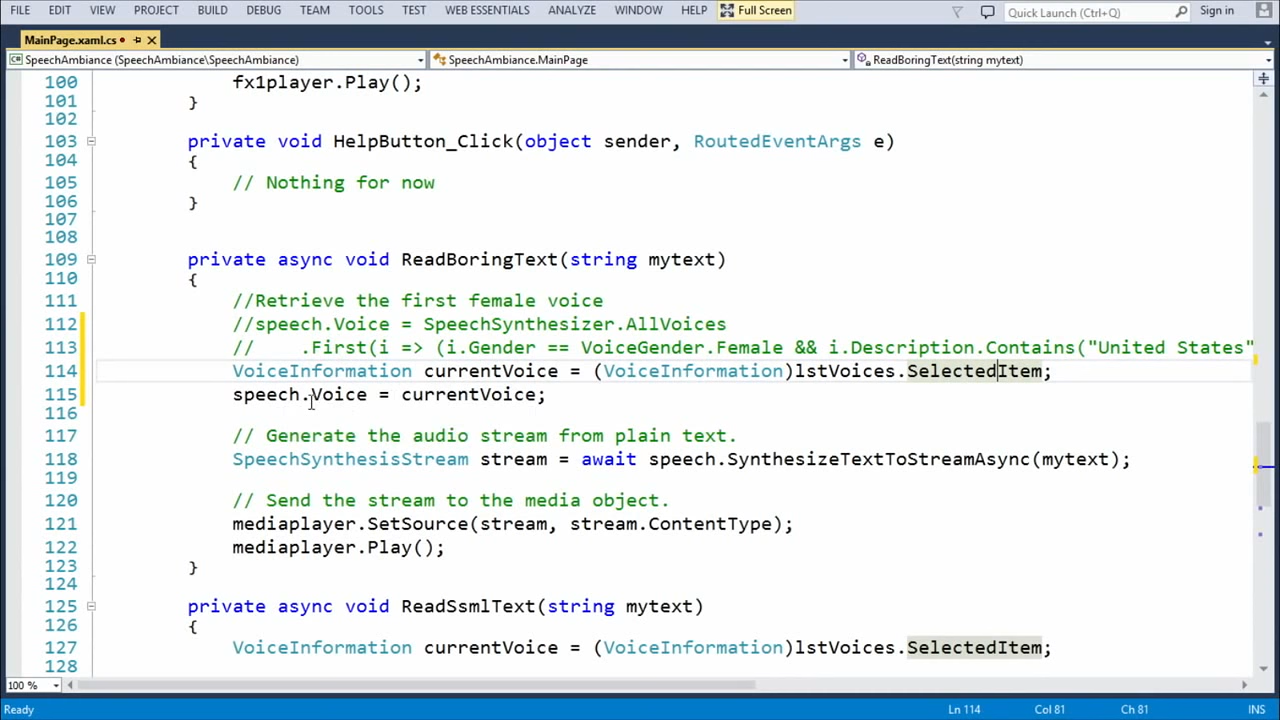 FILE EDIT VIEW PROJECT BUILD DEBUG TEAM TOOLS TEST WEB ESSENTIALS ANALYZE WINDOW HELP Full Screen Quick Launch (Ctrl+Q) Sign in
MainPage.xaml.cs
SpeechAmbiance (SpeechAmbiance\SpeechAmbiance) SpeechAmbiance.MainPage ReadBoringText(string mytext)
100 fx1player.Play();
101 }
102
103 private void HelpButton_Click(object sender, RoutedEventArgs e)
104 {
105 // Nothing for now
106 }
107
108
109 private async void ReadBoringText(string mytext)
110 {
111 //Retrieve the first female voice
112 //speech.Voice = SpeechSynthesizer.AllVoices
113 // .First(i => (i.Gender == VoiceGender.Female && i.Description.Contains("United States"
114 VoiceInformation currentVoice = (VoiceInformation)lstVoices.SelectedItem;
115 speech.Voice = currentVoice;
116
117 // Generate the audio stream from plain text.
118 SpeechSynthesisStream stream = await speech.SynthesizeTextToStreamAsync(mytext);
119
120 // Send the stream to the media object.
121 mediaplayer.SetSource(stream, stream.ContentType);
122 mediaplayer.Play();
123 }
124
125 private async void ReadSsmlText(string mytext)
126 {
127 VoiceInformation currentVoice = (VoiceInformation)lstVoices.SelectedItem;
128
100 %
Ready Ln 114 Col 81 Ch 81 INS